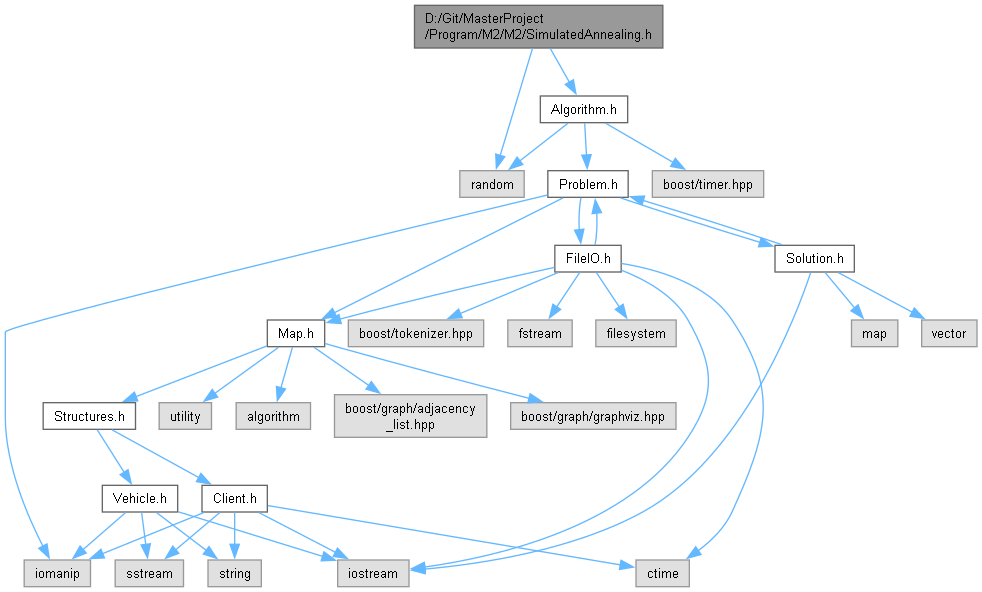 D:/Git/MasterProject
/Program/M2/M2/SimulatedAnnealing.h
Algorithm.h
random
Problem.h
boost/timer.hpp
FileIO.h
Solution.h
Map.h
boost/tokenizer.hpp
fstream
filesystem
map
vector
Structures.h
utility
algorithm
boost/graph/adjacency
_list.hpp
boost/graph/graphviz.hpp
Vehicle.h
Client.h
iomanip
sstream
string
iostream
ctime